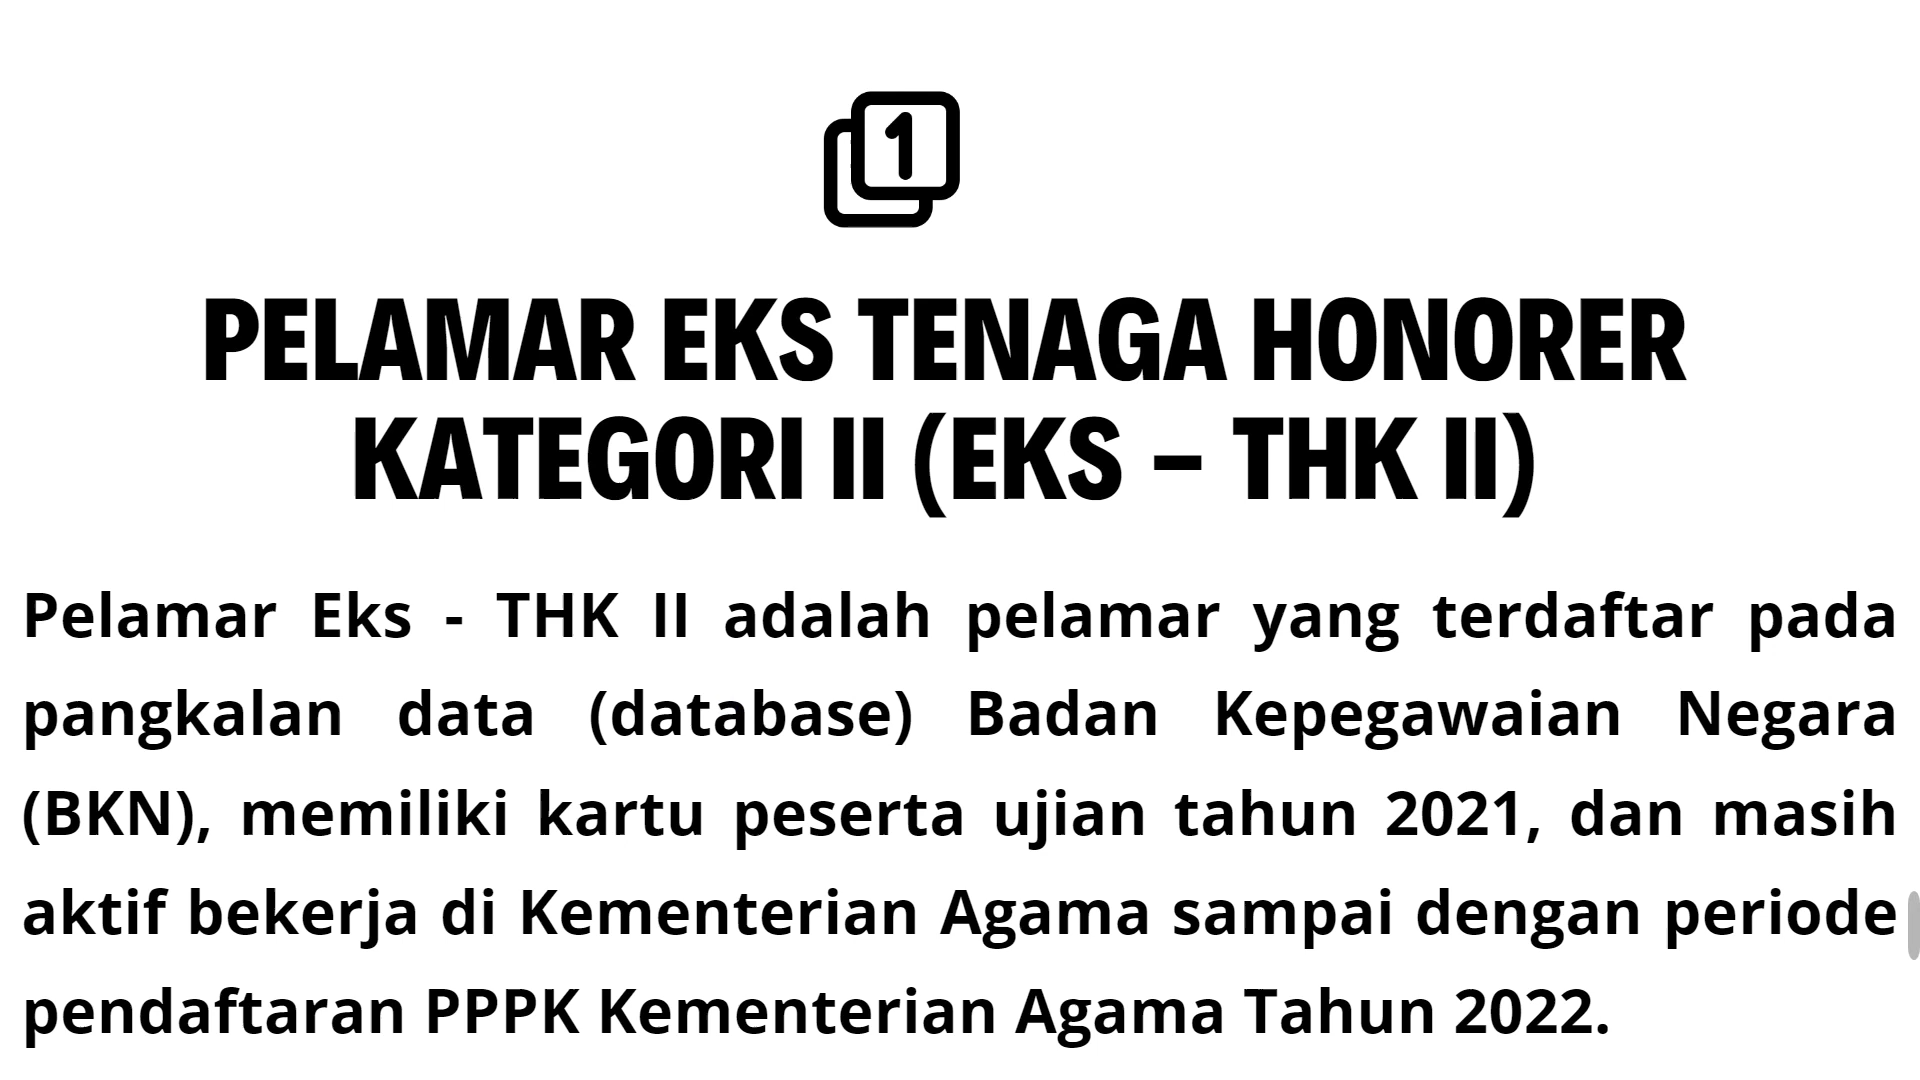 1
PELAMAR EKS TENAGA HONORER
KATEGORI II (EKS – THK II)
Pelamar Eks - THK II adalah pelamar yang terdaftar pada
pangkalan data (database) Badan Kepegawaian Negara
(BKN), memiliki kartu peserta ujian tahun 2021, dan masih
aktif bekerja di Kementerian Agama sampai dengan periode
pendaftaran PPPK Kementerian Agama Tahun 2022.